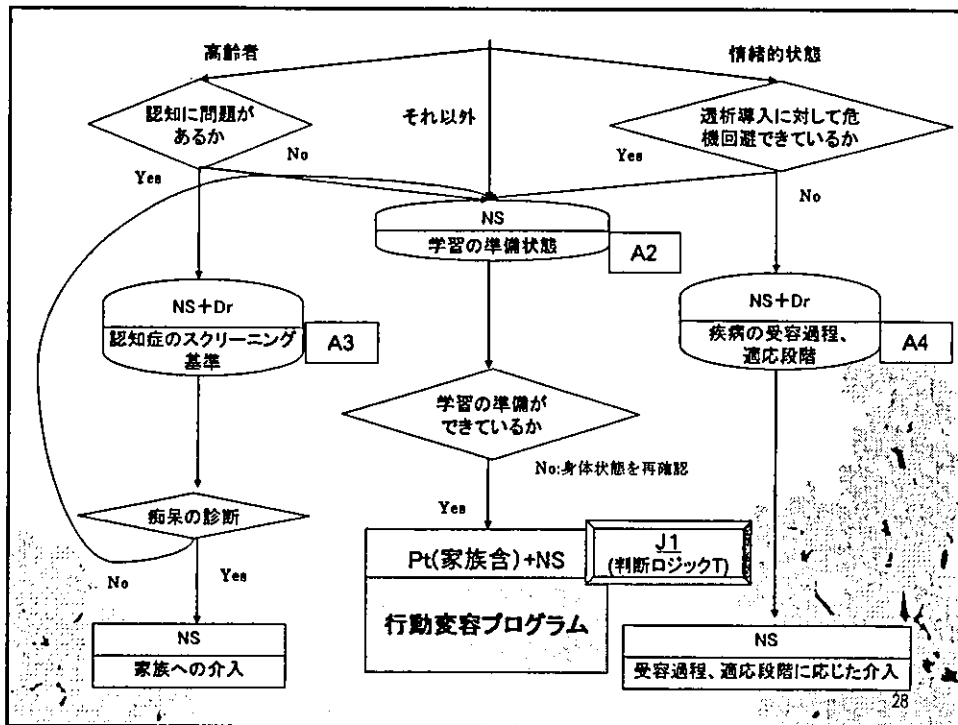 高齢者
情緒的状態
認知に問題が
あるか
それ以外
透析導入に対して危
機回避できているか
No
Yes
Yes
No
NS
学習の準備状態
A2
NS+Dr
認知症のスクリーニング
基準
A3
NS+Dr
疾病の受容過程、
適応段階
A4
学習の準備が
できているか
No:身体状態を再確認
Yes
痴呆の診断
No
Yes
Pt(家族含)+NS
行動変容プログラム
J1
(判断ロジックT)
NS
家族への介入
NS
受容過程、適応段階に応じた介入
28